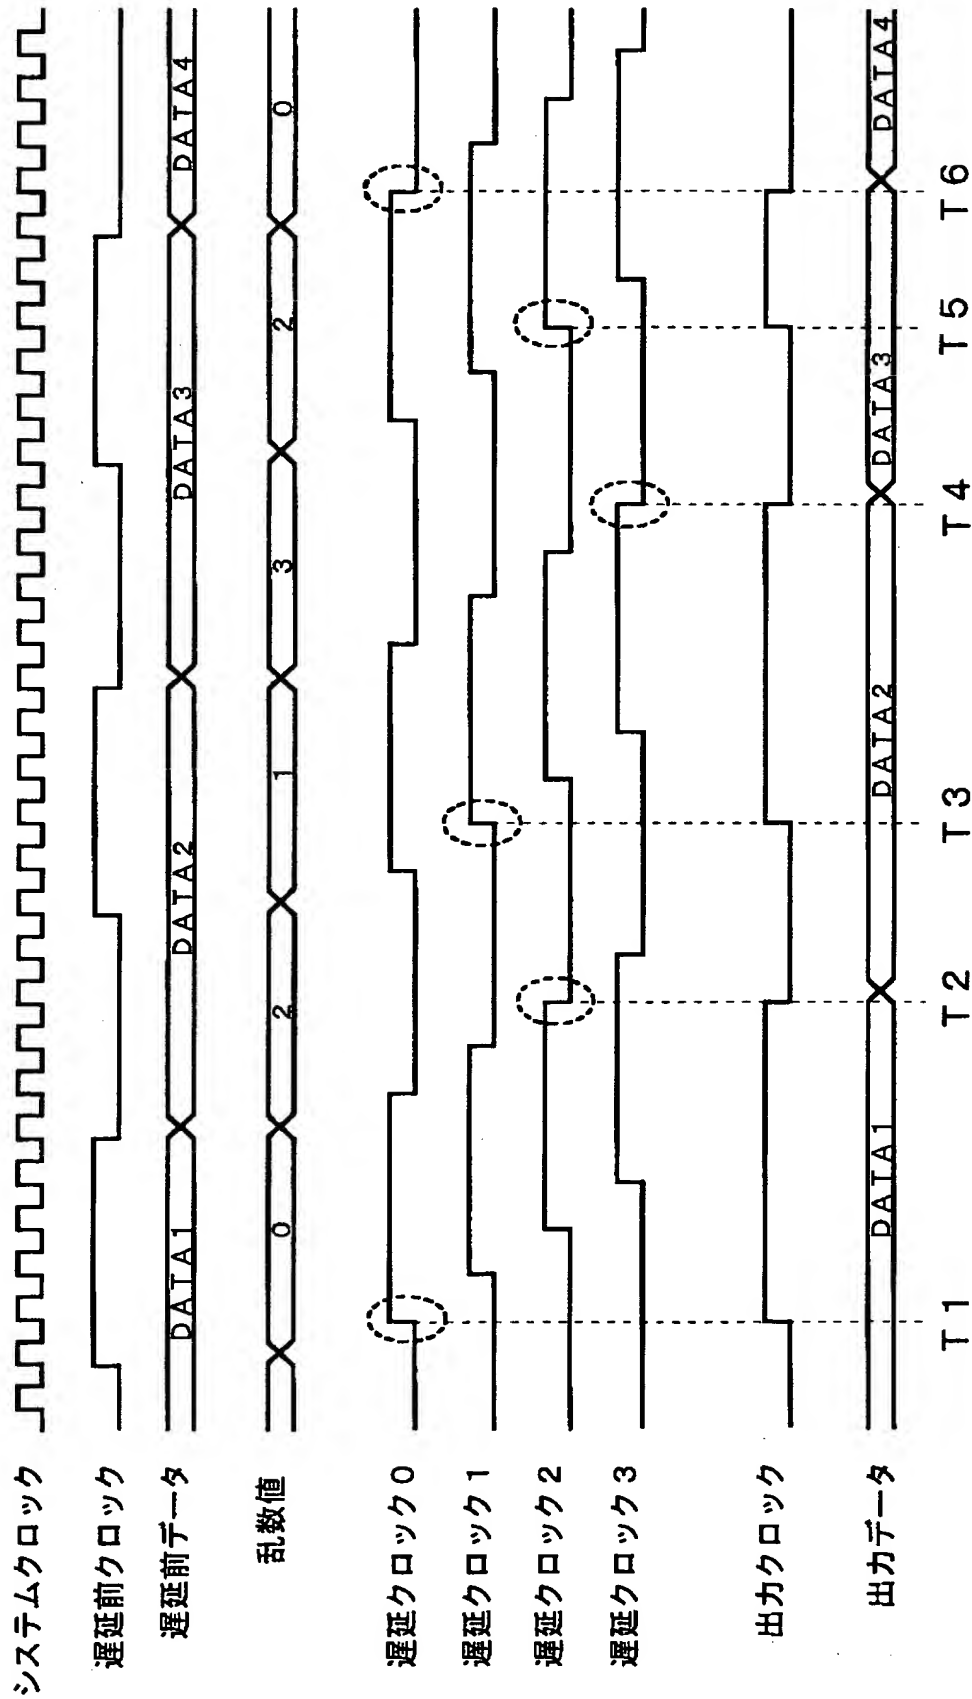 システムクロック
遅延前クロック
遅延前データ DATA1 DATA2 DATA3 DATA4
乱数値 0 2 1 3 2 0
遅延クロック0
遅延クロック1
遅延クロック2
遅延クロック3
出力クロック
出力データ DATA1 DATA2 DATA3 DATA4
T1 T2 T3 T4 T5 T6